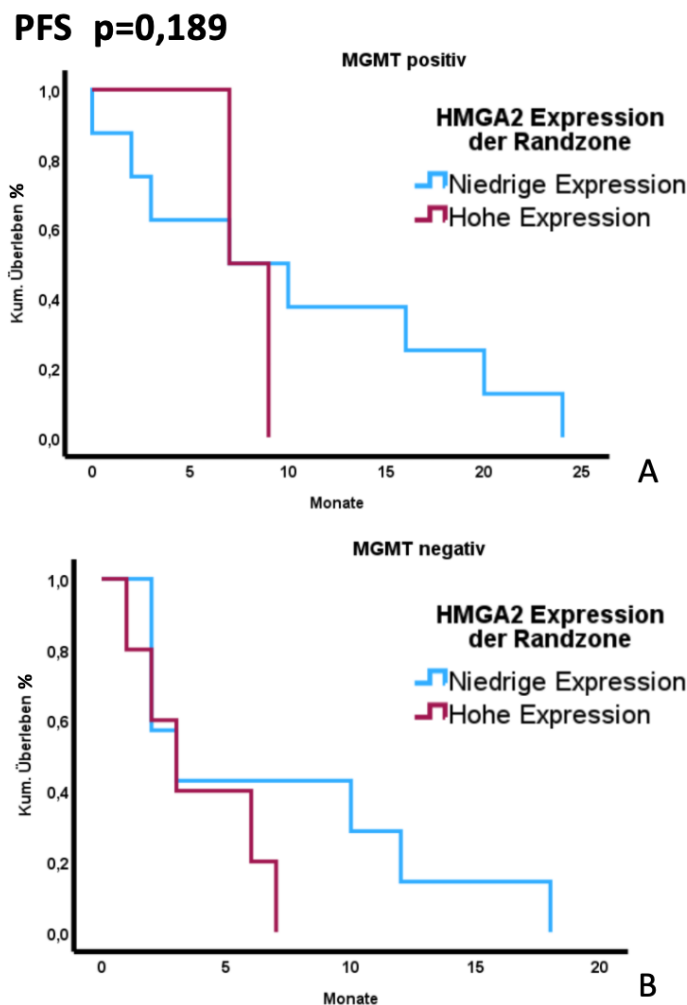 PFS p=0,189
MGMT positiv
HMGA2 Expression
der Randzone
Niedrige Expression
Hohe Expression
Kum. Überleben %
1,0
0,8
0,6
0,4
0,2
0,0
0 5 10 15 20 25
Monate
A
MGMT negativ
HMGA2 Expression
der Randzone
Niedrige Expression
Hohe Expression
Kum. Überleben %
1,0
0,8
0,6
0,4
0,2
0,0
0 5 10 15 20
Monate
B